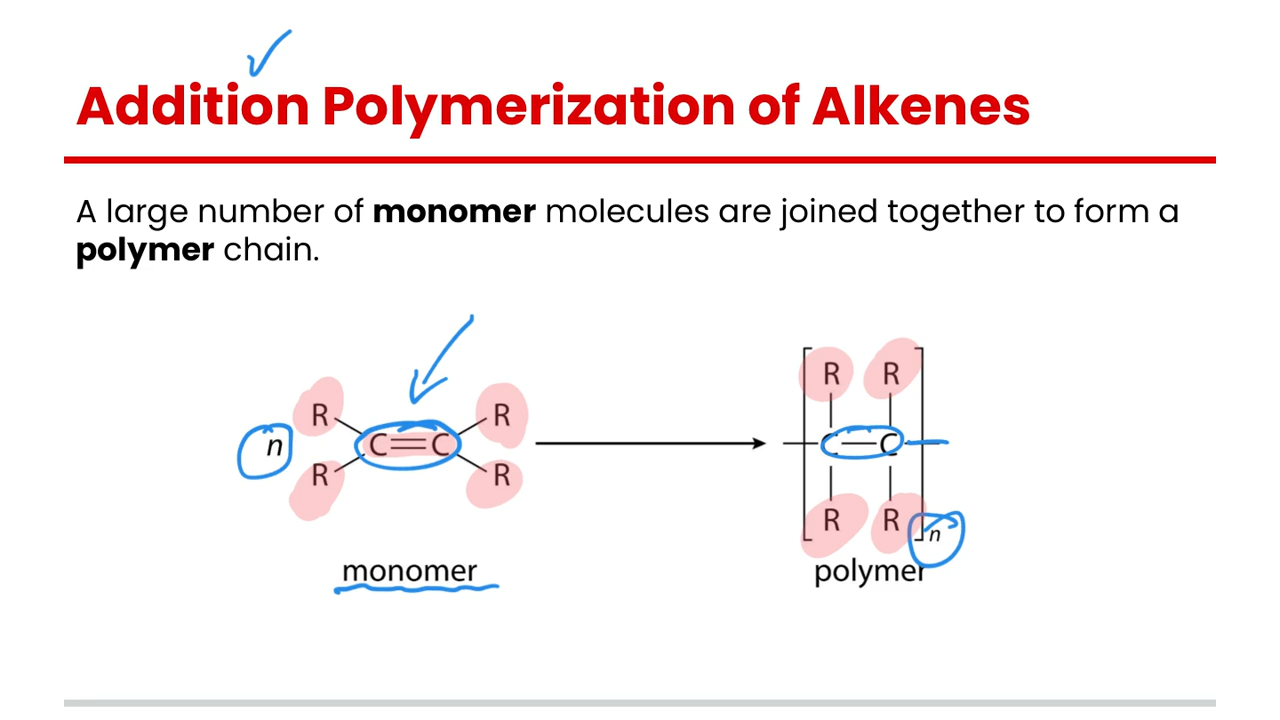 Addition Polymerization of Alkenes
A large number of monomer molecules are joined together to form a
polymer chain.
R R R R
n C=C C—C
R R R R n
monomer polymer